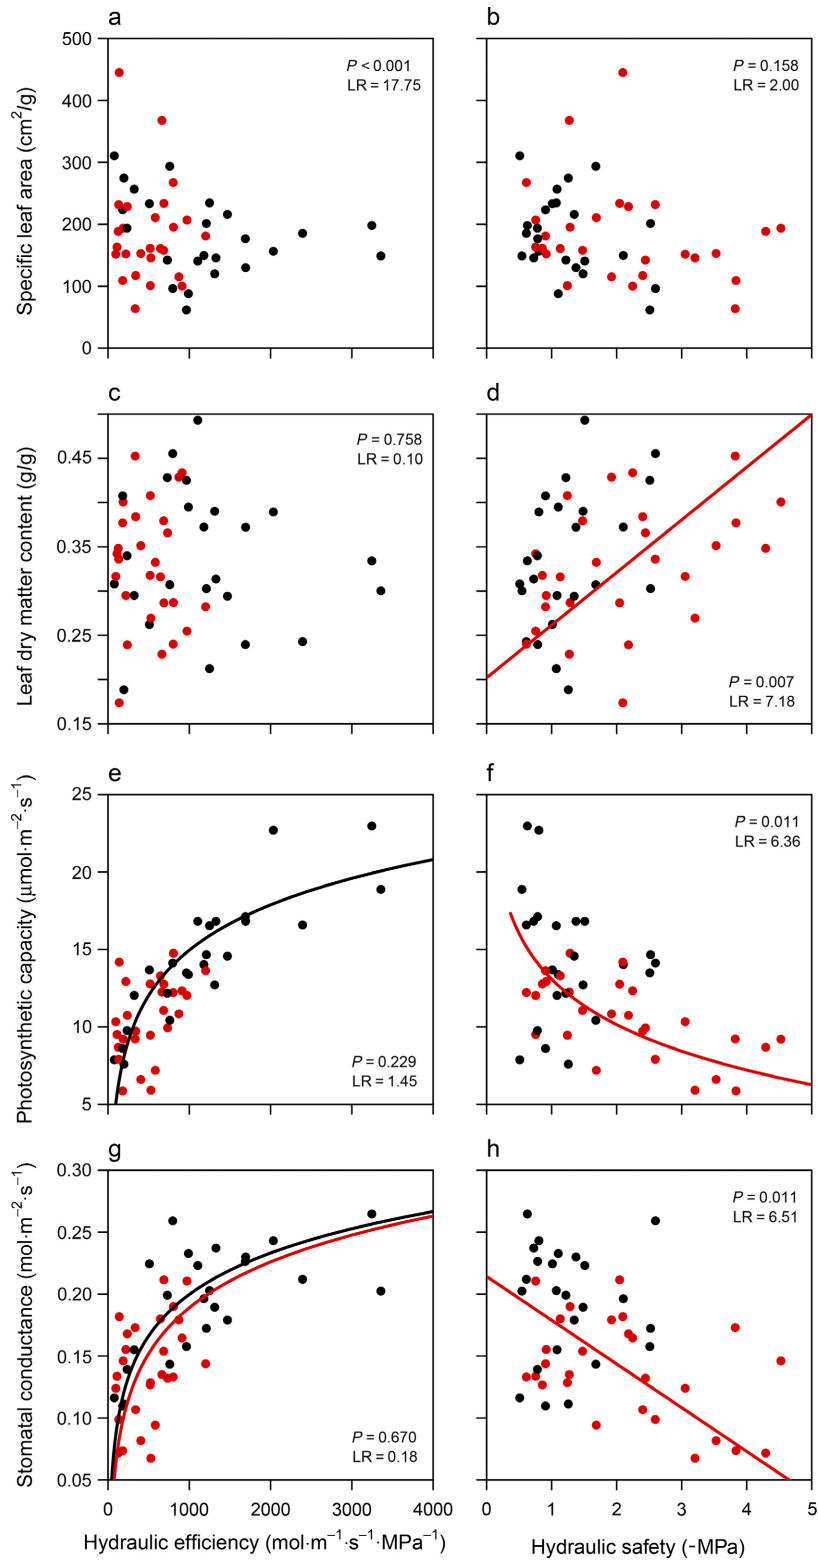 a
b
500
400
300
200
100
0
Specific leaf area (cm²/g)
P < 0.001
LR = 17.75
P = 0.158
LR = 2.00
c
d
0.45
0.35
0.25
0.15
Leaf dry matter content (g/g)
P = 0.758
LR = 0.10
P = 0.007
LR = 7.18
e
f
25
20
15
10
5
Photosynthetic capacity (μmol·m⁻²·s⁻¹)
P = 0.229
LR = 1.45
P = 0.011
LR = 6.36
g
h
0.30
0.25
0.20
0.15
0.10
0.05
Stomatal conductance (mol·m⁻²·s⁻¹)
P = 0.670
LR = 0.18
P = 0.011
LR = 6.51
0 1000 2000 3000 4000
0 1 2 3 4 5
Hydraulic efficiency (mol·m⁻¹·s⁻¹·MPa⁻¹)
Hydraulic safety (-MPa)